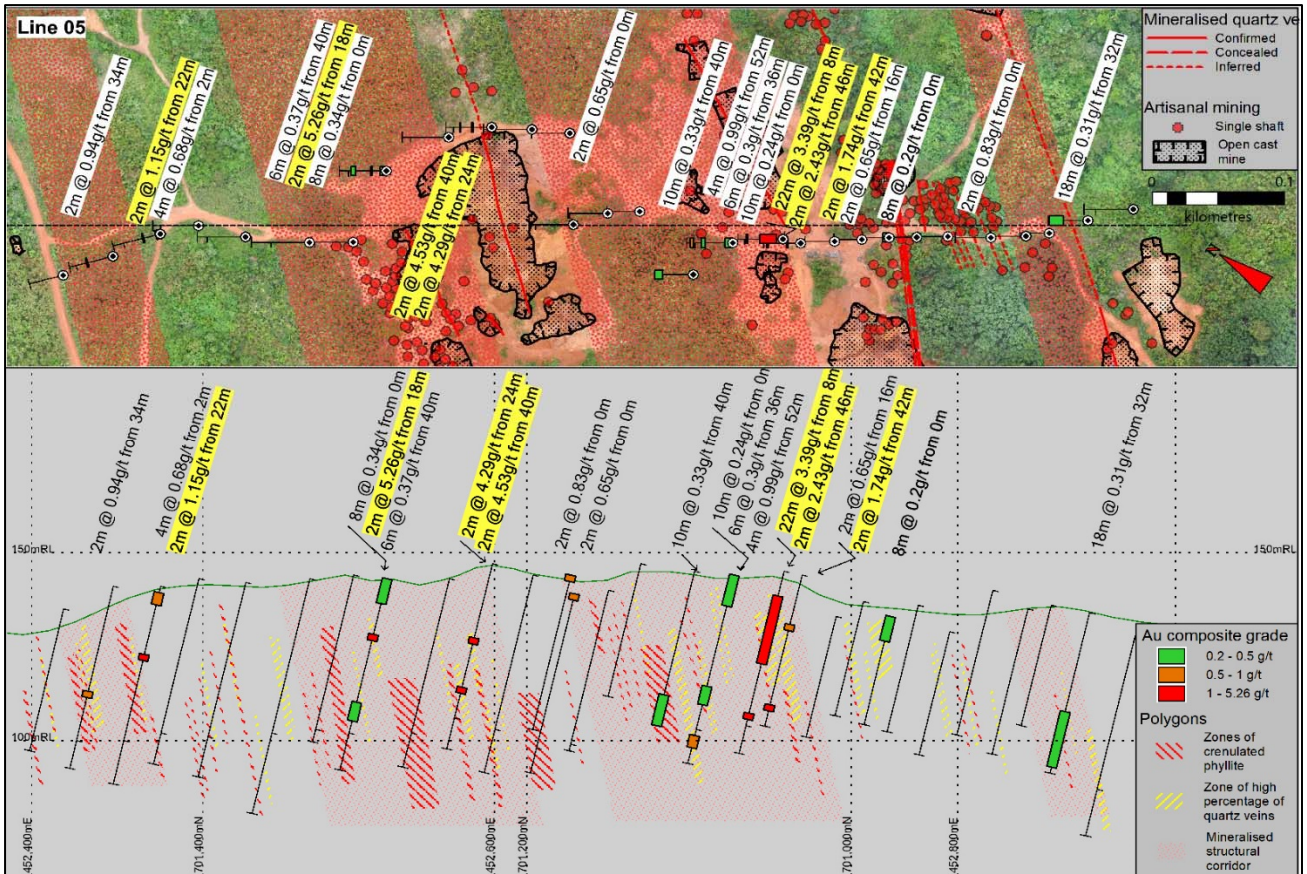 Line 05
2m @ 0.94g/t from 34m
2m @ 1.15g/t from 22m
4m @ 0.68g/t from 2m
6m @ 0.37g/t from 40m
2m @ 5.26g/t from 18m
8m @ 0.34g/t from 0m
2m @ 4.53g/t from 40m
2m @ 4.29g/t from 24m
2m @ 0.65g/t from 0m
10m @ 0.33g/t from 40m
4m @ 0.99g/t from 52m
6m @ 0.3g/t from 36m
10m @ 0.24g/t from 0m
22m @ 3.39g/t from 8m
2m @ 2.43g/t from 46m
2m @ 1.74g/t from 42m
2m @ 0.65g/t from 16m
8m @ 0.2g/t from 0m
2m @ 0.83g/t from 0m
18m @ 0.31g/t from 32m
Mineralised quartz ve
Confirmed
Concealed
Inferred
Artisanal mining
Single shaft
Open cast
mine
0 0.1
kilometres
2m @ 0.94g/t from 34m
4m @ 0.68g/t from 2m
2m @ 1.15g/t from 22m
8m @ 0.34g/t from 0m
2m @ 5.26g/t from 18m
6m @ 0.37g/t from 40m
2m @ 4.29g/t from 24m
2m @ 4.53g/t from 40m
2m @ 0.83g/t from 0m
2m @ 0.65g/t from 0m
10m @ 0.33g/t from 40m
10m @ 0.24g/t from 0m
6m @ 0.3g/t from 36m
4m @ 0.99g/t from 52m
22m @ 3.39g/t from 8m
2m @ 2.43g/t from 46m
2m @ 0.65g/t from 16m
2m @ 1.74g/t from 42m
8m @ 0.2g/t from 0m
18m @ 0.31g/t from 32m
150mRL
150mRL
100mRL
452,400mE
701,400mN
452,600mE
701,200mN
701,000mN
452,800mE
Au composite grade
0.2 - 0.5 g/t
0.5 - 1 g/t
1 - 5.26 g/t
Polygons
Zones of
crenulated
phyllite
Zone of high
percentage of
quartz veins
Mineralised
structural
corridor